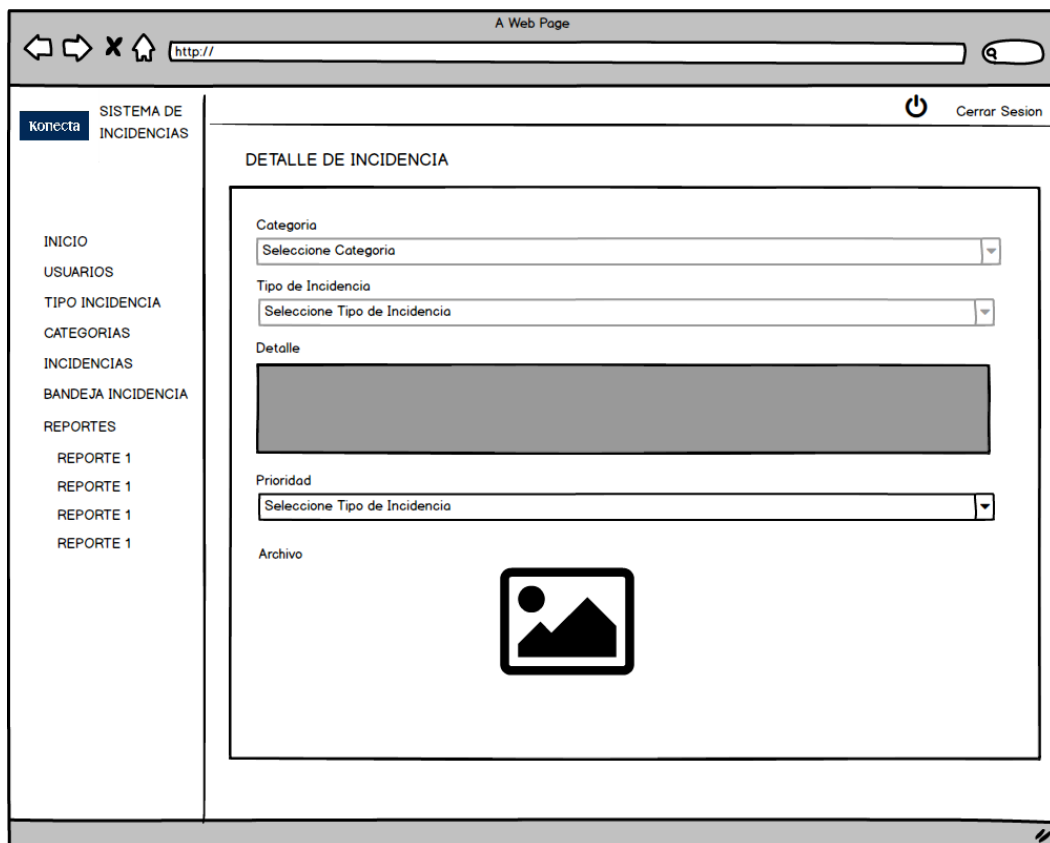 A Web Page
http://
Konecta
SISTEMA DE
INCIDENCIAS
Cerrar Sesion
INICIO
USUARIOS
TIPO INCIDENCIA
CATEGORIAS
INCIDENCIAS
BANDEJA INCIDENCIA
REPORTES
REPORTE 1
REPORTE 1
REPORTE 1
REPORTE 1
DETALLE DE INCIDENCIA
Categoria
Seleccione Categoria
Tipo de Incidencia
Seleccione Tipo de Incidencia
Detalle
Prioridad
Seleccione Tipo de Incidencia
Archivo